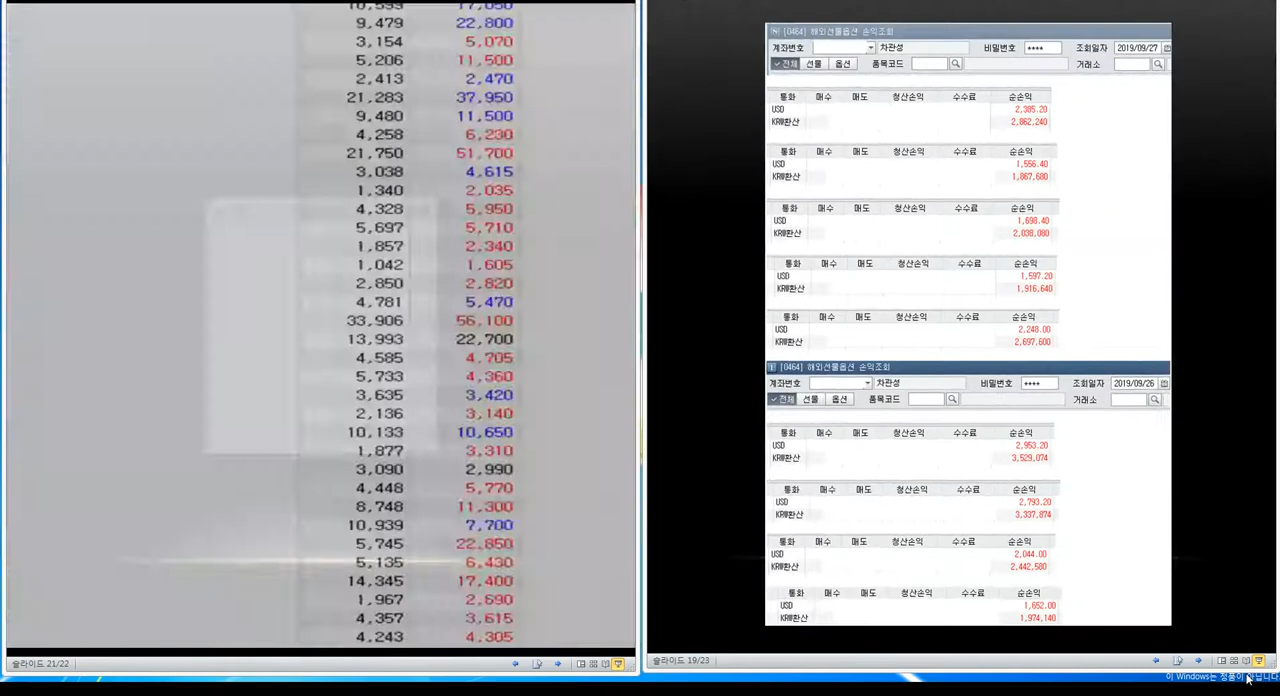 10,599 17,050
9,479 22,800
3,154 5,070
5,206 11,500
2,413 2,470
21,283 37,950
9,480 11,500
4,258 6,230
21,750 51,700
3,038 4,615
1,340 2,035
4,328 5,950
5,697 5,710
1,857 2,340
1,042 1,605
2,850 2,820
4,781 5,470
33,906 56,100
13,993 22,700
4,585 4,705
5,733 4,360
3,635 3,420
2,136 3,140
10,133 10,650
1,877 3,310
3,090 2,990
4,448 5,770
8,748 11,300
10,939 7,700
5,745 22,850
5,135 6,430
14,345 17,400
1,967 2,690
4,357 3,615
4,243 4,305
슬라이드 21/22
[0464] 해외선물옵션 손익조회
계좌번호 차관성 비밀번호 **** 조회일자 2019/09/27
전체 선물 옵션 품목코드 거래소
통화 매수 매도 청산손익 수수료 순손익
USD 2,385.20
KRW환산 2,862,240
통화 매수 매도 청산손익 수수료 순손익
USD 1,556.40
KRW환산 1,867,680
통화 매수 매도 청산손익 수수료 순손익
USD 1,698.40
KRW환산 2,038,080
통화 매수 매도 청산손익 수수료 순손익
USD 1,597.20
KRW환산 1,916,640
통화 매수 매도 청산손익 수수료 순손익
USD 2,248.00
KRW환산 2,697,600
[0464] 해외선물옵션 손익조회
계좌번호 차관성 비밀번호 **** 조회일자 2019/09/26
전체 선물 옵션 품목코드 거래소
통화 매수 매도 청산손익 수수료 순손익
USD 2,953.20
KRW환산 3,529,074
통화 매수 매도 청산손익 수수료 순손익
USD 2,793.20
KRW환산 3,337,874
통화 매수 매도 청산손익 수수료 순손익
USD 2,044.00
KRW환산 2,442,580
통화 매수 매도 청산손익 수수료 순손익
USD 1,652.00
KRW환산 1,974,140
슬라이드 19/23
이 Windows는 정품이 아닙니다.